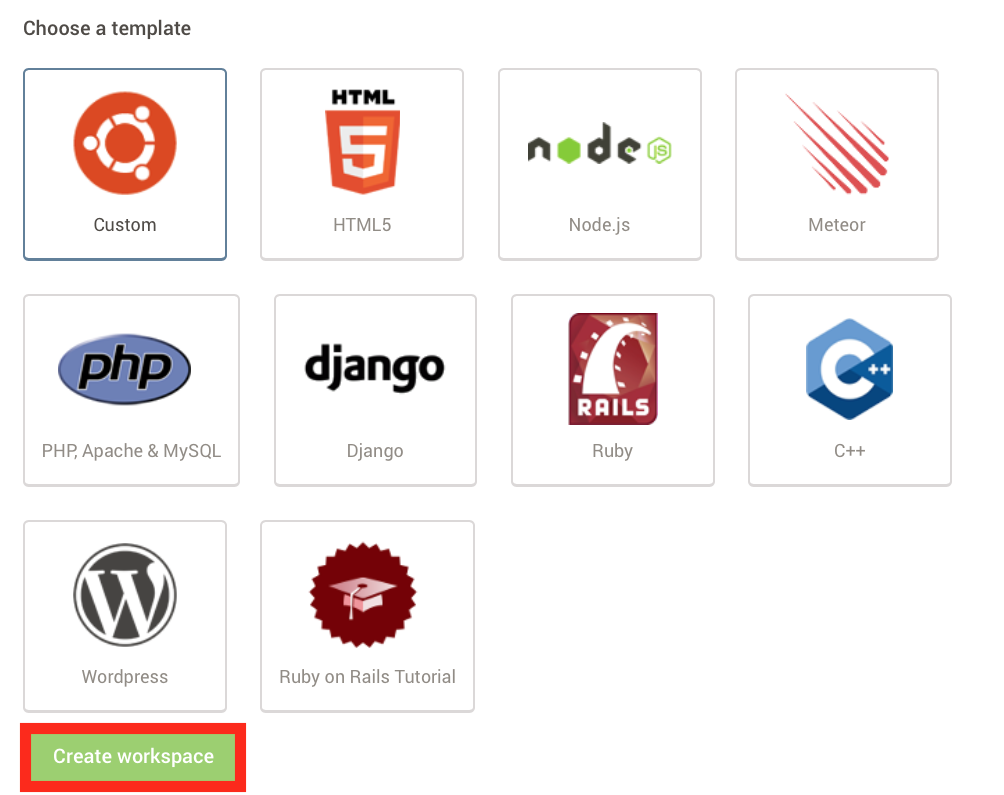 Choose a template
HTML
5
node
JS
Custom
HTML5
Node.js
Meteor
php
django
RAILS
C++
PHP, Apache & MySQL
Django
Ruby
C++
W
Wordpress
Ruby on Rails Tutorial
Create workspace